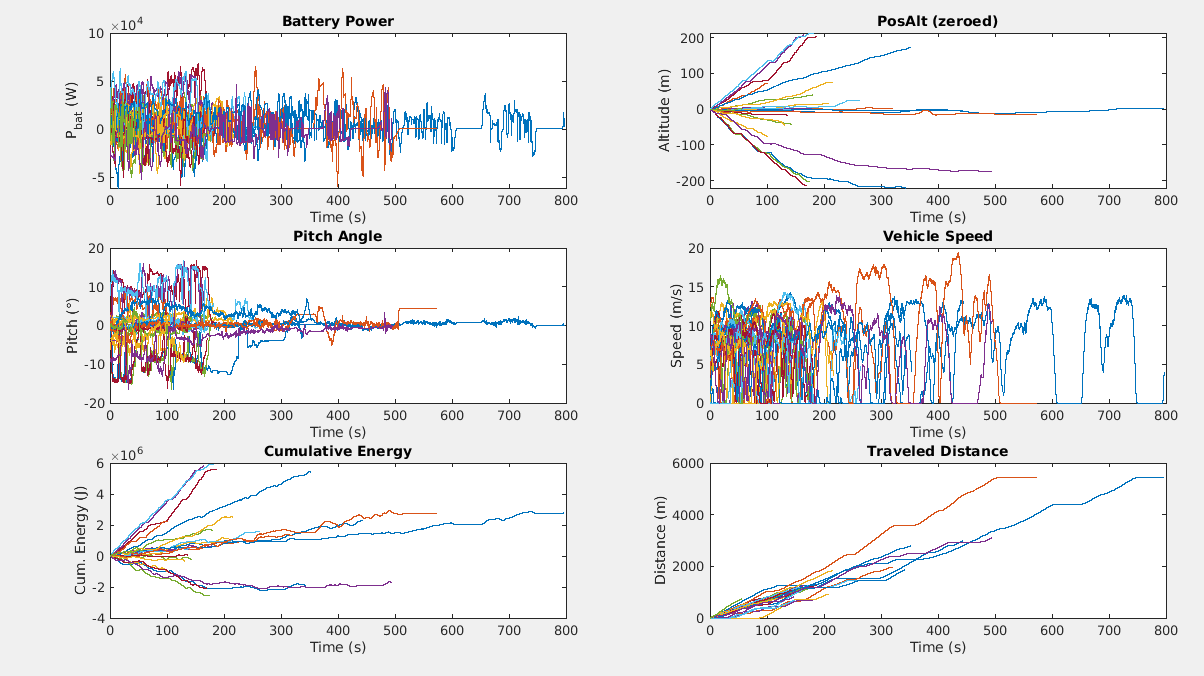 Battery Power
×10⁴
10
5
0
-5
P_bat (W)
0 100 200 300 400 500 600 700 800
Time (s)
PosAlt (zeroed)
200
100
0
-100
-200
Altitude (m)
0 100 200 300 400 500 600 700 800
Time (s)
Pitch Angle
20
10
0
-10
-20
Pitch (°)
0 100 200 300 400 500 600 700 800
Time (s)
Vehicle Speed
20
15
10
5
0
Speed (m/s)
0 100 200 300 400 500 600 700 800
Time (s)
Cumulative Energy
×10⁶
6
4
2
0
-2
-4
Cum. Energy (J)
0 100 200 300 400 500 600 700 800
Time (s)
Traveled Distance
6000
4000
2000
0
Distance (m)
0 100 200 300 400 500 600 700 800
Time (s)